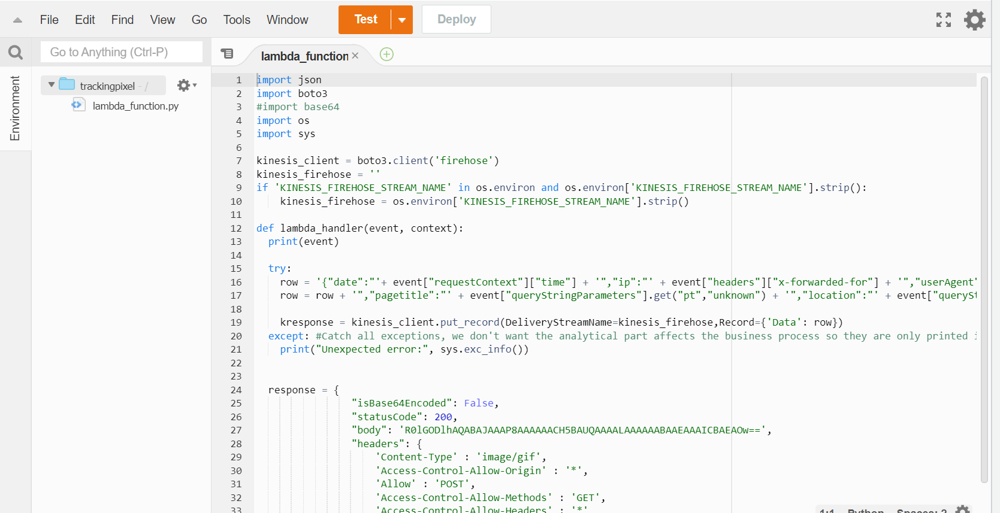 File Edit Find View Go Tools Window Test Deploy
Go to Anything (Ctrl-P)
lambda_function ×
Environment
trackingpixel - /
lambda_function.py
1 import json
2 import boto3
3 #import base64
4 import os
5 import sys
6
7 kinesis_client = boto3.client('firehose')
8 kinesis_firehose = ''
9 if 'KINESIS_FIREHOSE_STREAM_NAME' in os.environ and os.environ['KINESIS_FIREHOSE_STREAM_NAME'].strip():
10 kinesis_firehose = os.environ['KINESIS_FIREHOSE_STREAM_NAME'].strip()
11
12 def lambda_handler(event, context):
13 print(event)
14
15 try:
16 row = '{"date":"'+ event["requestContext"]["time"] + '","ip":"' + event["headers"]["x-forwarded-for"] + '","userAgent"
17 row = row + '","pagetitle":"' + event["queryStringParameters"].get("pt","unknown") + '","location":"' + event["querySt
18
19 kresponse = kinesis_client.put_record(DeliveryStreamName=kinesis_firehose,Record={'Data': row})
20 except: #Catch all exceptions, we don't want the analytical part affects the business process so they are only printed i
21 print("Unexpected error:", sys.exc_info())
22
23
24 response = {
25 "isBase64Encoded": False,
26 "statusCode": 200,
27 "body": 'R0lGODlhAQABAJAAAP8AAAAAACH5BAUQAAAALAAAAAABAAEAAAICBAEAOw==',
28 "headers": {
29 'Content-Type' : 'image/gif',
30 'Access-Control-Allow-Origin' : '*',
31 'Allow' : 'POST',
32 'Access-Control-Allow-Methods' : 'GET',
33 'Access-Control-Allow-Headers' : '*'
1:1 Python Spaces: 2